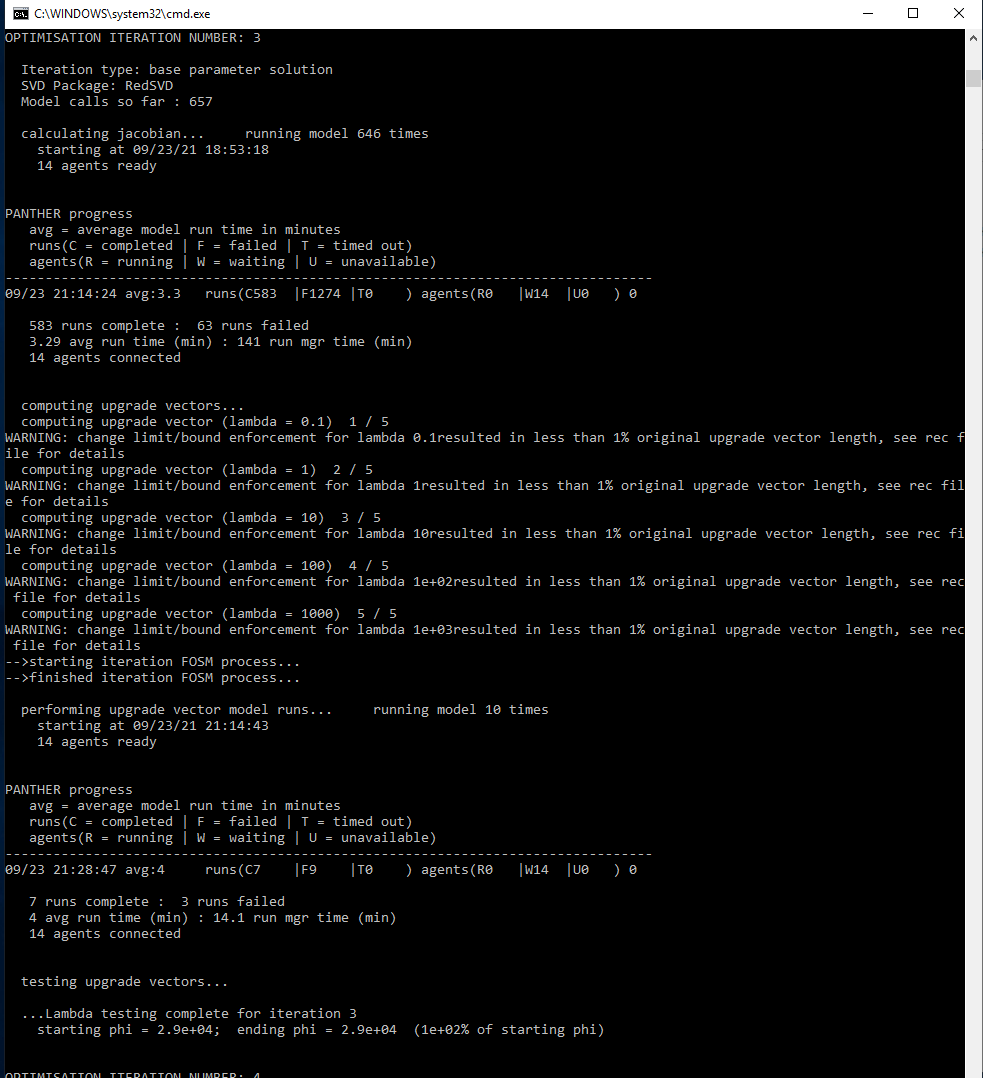 C:\WINDOWS\system32\cmd.exe
OPTIMISATION ITERATION NUMBER: 3
Iteration type: base parameter solution
SVD Package: RedSVD
Model calls so far : 657
calculating jacobian...     running model 646 times
starting at 09/23/21 18:53:18
14 agents ready
PANTHER progress
avg = average model run time in minutes
runs(C = completed | F = failed | T = timed out)
agents(R = running | W = waiting | U = unavailable)
---------------------------------------------------------------------------------
09/23 21:14:24 avg:3.3   runs(C583  |F1274 |T0    ) agents(R0   |W14  |U0   ) 0
583 runs complete :  63 runs failed
3.29 avg run time (min) : 141 run mgr time (min)
14 agents connected
computing upgrade vectors...
computing upgrade vector (lambda = 0.1)  1 / 5
WARNING: change limit/bound enforcement for lambda 0.1resulted in less than 1% original upgrade vector length, see rec f
ile for details
computing upgrade vector (lambda = 1)  2 / 5
WARNING: change limit/bound enforcement for lambda 1resulted in less than 1% original upgrade vector length, see rec fil
e for details
computing upgrade vector (lambda = 10)  3 / 5
WARNING: change limit/bound enforcement for lambda 10resulted in less than 1% original upgrade vector length, see rec fi
le for details
computing upgrade vector (lambda = 100)  4 / 5
WARNING: change limit/bound enforcement for lambda 1e+02resulted in less than 1% original upgrade vector length, see rec
file for details
computing upgrade vector (lambda = 1000)  5 / 5
WARNING: change limit/bound enforcement for lambda 1e+03resulted in less than 1% original upgrade vector length, see rec
file for details
-->starting iteration FOSM process...
-->finished iteration FOSM process...
performing upgrade vector model runs...     running model 10 times
starting at 09/23/21 21:14:43
14 agents ready
PANTHER progress
avg = average model run time in minutes
runs(C = completed | F = failed | T = timed out)
agents(R = running | W = waiting | U = unavailable)
---------------------------------------------------------------------------------
09/23 21:28:47 avg:4     runs(C7    |F9    |T0    ) agents(R0   |W14  |U0   ) 0
7 runs complete :  3 runs failed
4 avg run time (min) : 14.1 run mgr time (min)
14 agents connected
testing upgrade vectors...
...Lambda testing complete for iteration 3
starting phi = 2.9e+04;  ending phi = 2.9e+04  (1e+02% of starting phi)
OPTIMISATION ITERATION NUMBER: 4